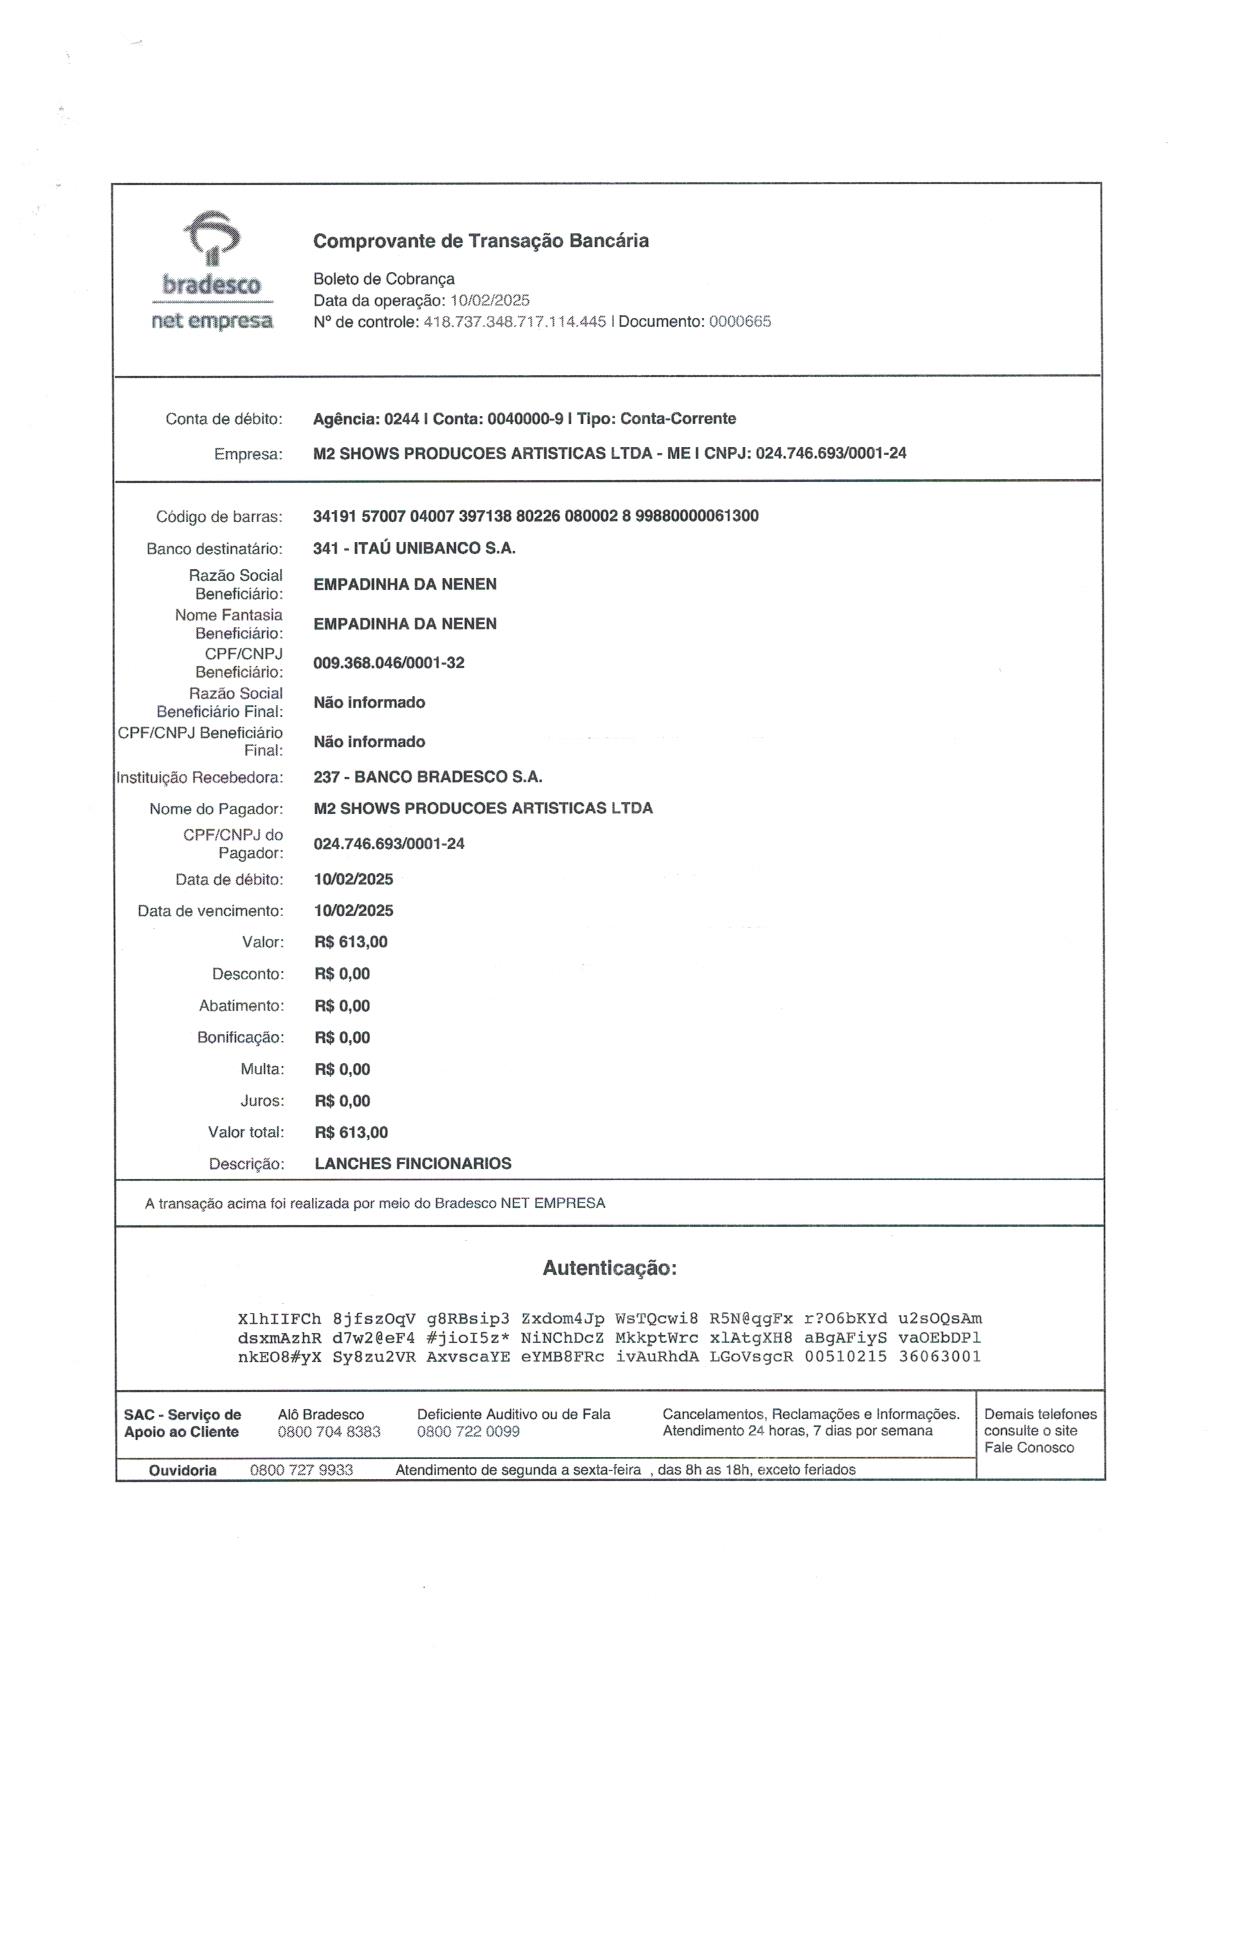 bradesco
net empresa
Comprovante de Transação Bancária
Boleto de Cobrança
Data da operação: 10/02/2025
Nº de controle: 418.737.348.717.114.445 | Documento: 0000665
Conta de débito: Agência: 0244 | Conta: 0040000-9 | Tipo: Conta-Corrente
Empresa: M2 SHOWS PRODUCOES ARTISTICAS LTDA - ME | CNPJ: 024.746.693/0001-24
Código de barras: 34191 57007 04007 397138 80226 080002 8 99880000061300
Banco destinatário: 341 - ITAÚ UNIBANCO S.A.
Razão Social
Beneficiário: EMPADINHA DA NENEN
Nome Fantasia
Beneficiário: EMPADINHA DA NENEN
CPF/CNPJ
Beneficiário: 009.368.046/0001-32
Razão Social
Beneficiário Final: Não informado
CPF/CNPJ Beneficiário
Final: Não informado
Instituição Recebedora: 237 - BANCO BRADESCO S.A.
Nome do Pagador: M2 SHOWS PRODUCOES ARTISTICAS LTDA
CPF/CNPJ do
Pagador: 024.746.693/0001-24
Data de débito: 10/02/2025
Data de vencimento: 10/02/2025
Valor: R$ 613,00
Desconto: R$ 0,00
Abatimento: R$ 0,00
Bonificação: R$ 0,00
Multa: R$ 0,00
Juros: R$ 0,00
Valor total: R$ 613,00
Descrição: LANCHES FINCIONARIOS
A transação acima foi realizada por meio do Bradesco NET EMPRESA
Autenticação:
XlhIIFCh 8jfszOqV g8RBsip3 Zxdom4Jp WsTQcwi8 R5N@qgFx r?O6bKYd u2sOQsAm
dsxmAzhR d7w2@eF4 #jioI5z* NiNChDcZ MkkptWrc xlAtgXH8 aBgAFiyS vaOEbDPl
nkEO8#yX Sy8zu2VR AxvscaYE eYMB8FRc ivAuRhdA LGoVsgcR 00510215 36063001
SAC - Serviço de
Apoio ao Cliente
Alô Bradesco
0800 704 8383
Deficiente Auditivo ou de Fala
0800 722 0099
Cancelamentos, Reclamações e Informações.
Atendimento 24 horas, 7 dias por semana
Demais telefones
consulte o site
Fale Conosco
Ouvidoria 0800 727 9933 Atendimento de segunda a sexta-feira , das 8h as 18h, exceto feriados